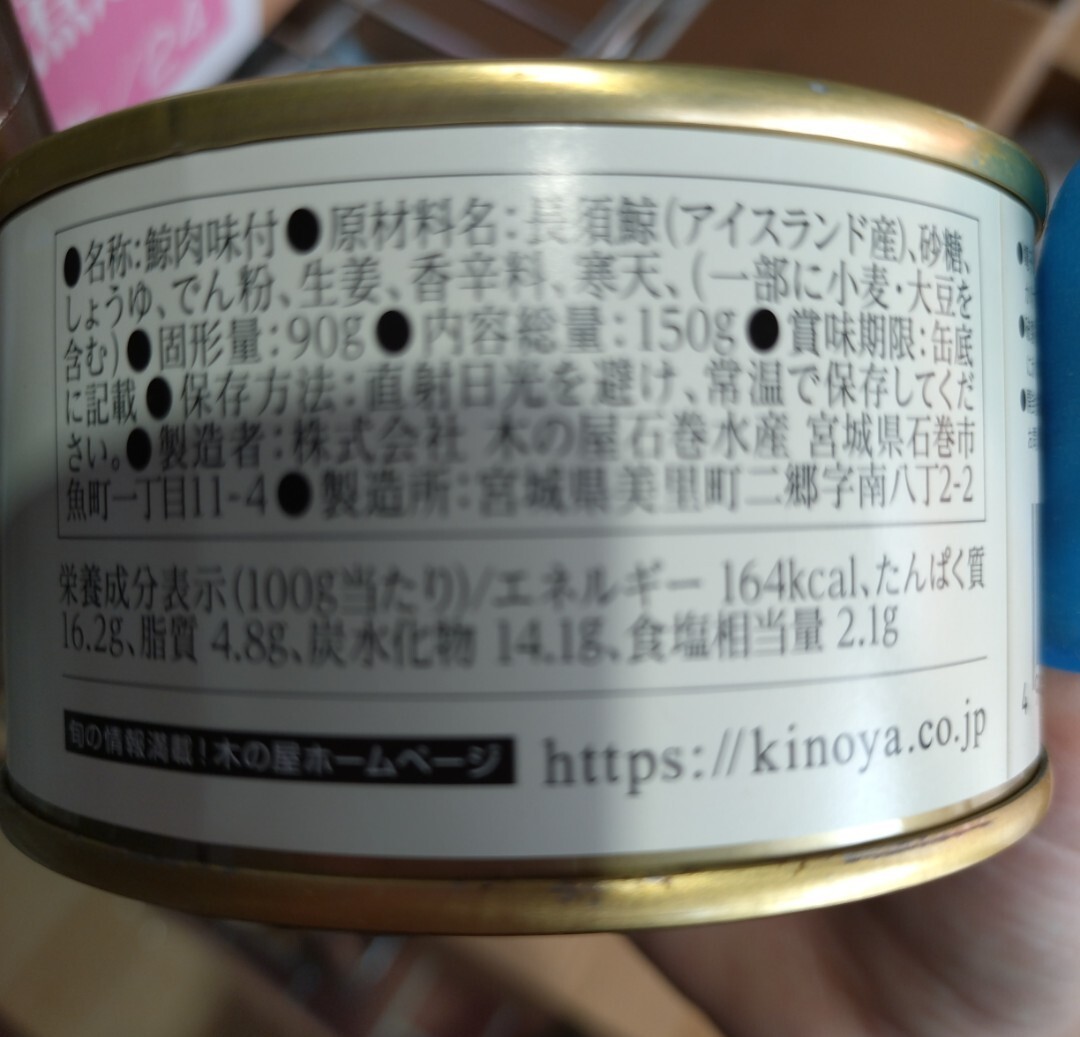 ●名称:鯨肉味付●原材料名:長須鯨(アイスランド産)、砂糖、
しょうゆ、でん粉、生姜、香辛料、寒天、(一部に小麦・大豆を
含む)●固形量:90g●内容総量:150g●賞味期限:缶底
に記載●保存方法:直射日光を避け、常温で保存してくだ
さい。●製造者:株式会社 木の屋石巻水産 宮城県石巻市
魚町一丁目11-4●製造所:宮城県美里町二郷字南八丁2-2
栄養成分表示(100g当たり)/エネルギー 164kcal、たんぱく質
16.2g、脂質 4.8g、炭水化物 14.1g、食塩相当量 2.1g
旬の情報満載!木の屋ホームページ https://kinoya.co.jp